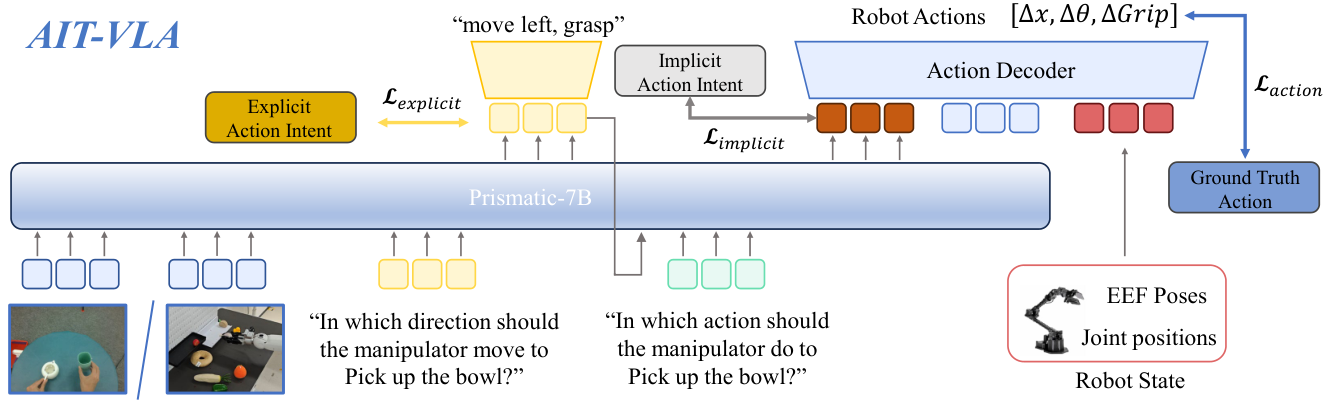 AIT-VLA
"move left, grasp"
Robot Actions [Δx, Δθ, ΔGrip]
Implicit
Action Intent
Action Decoder
Explicit
Action Intent
ℒexplicit
ℒimplicit
ℒaction
Prismatic-7B
Ground Truth
Action
"In which direction should
the manipulator move to
Pick up the bowl?"
"In which action should
the manipulator do to
Pick up the bowl?"
EEF Poses
Joint positions
Robot State